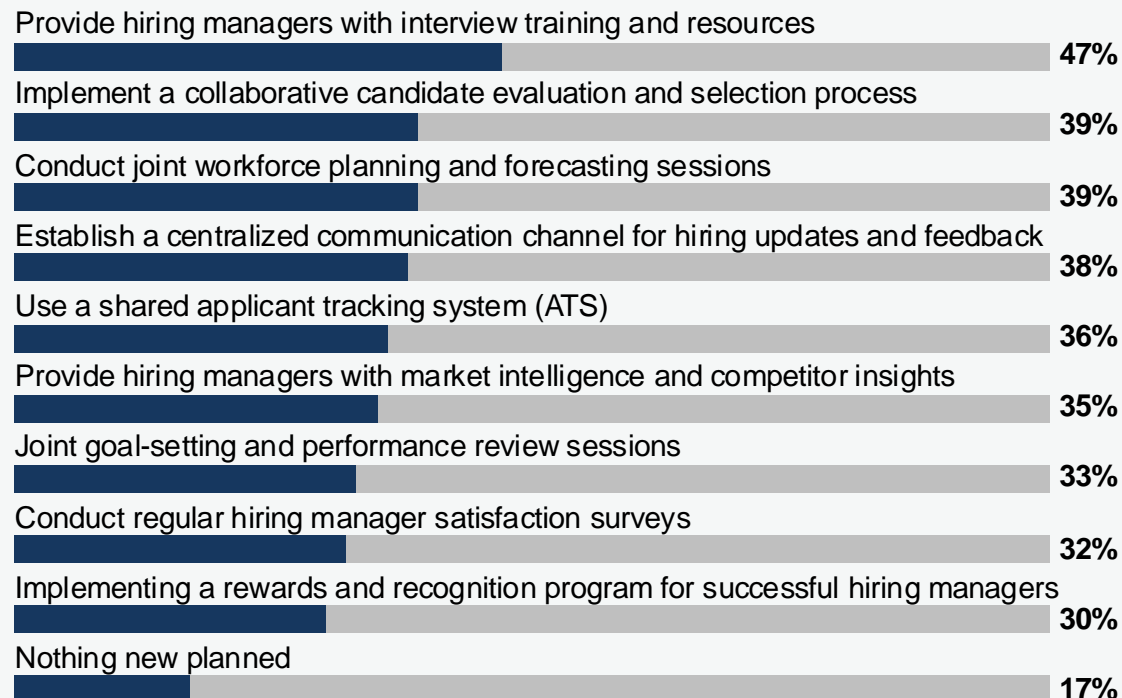 Provide hiring managers with interview training and resources
47%
Implement a collaborative candidate evaluation and selection process
39%
Conduct joint workforce planning and forecasting sessions
39%
Establish a centralized communication channel for hiring updates and feedback
38%
Use a shared applicant tracking system (ATS)
36%
Provide hiring managers with market intelligence and competitor insights
35%
Joint goal-setting and performance review sessions
33%
Conduct regular hiring manager satisfaction surveys
32%
Implementing a rewards and recognition program for successful hiring managers
30%
Nothing new planned
17%